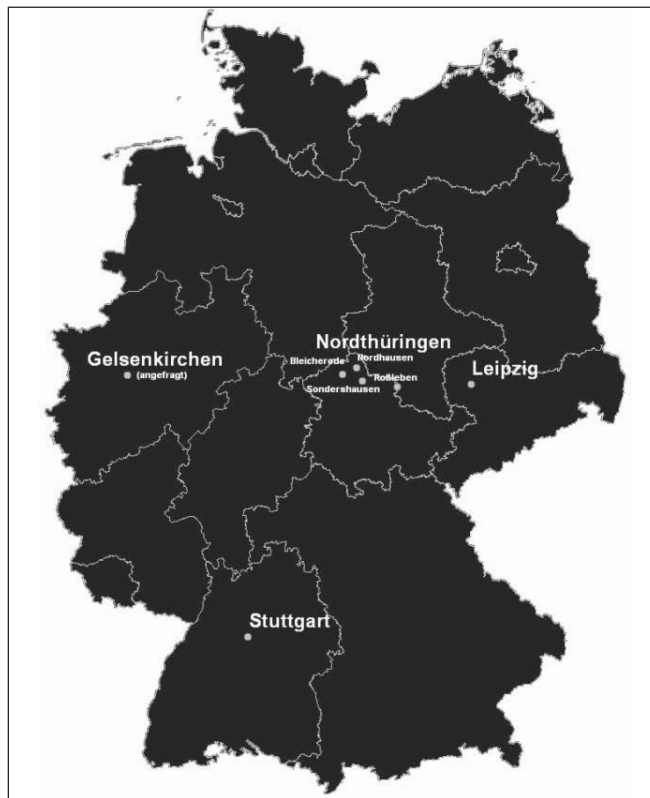 Nordthüringen
Bleicherode
Nordhausen
Gelsenkirchen
(angefragt)
Leipzig
Roßleben
Sondershausen
Stuttgart